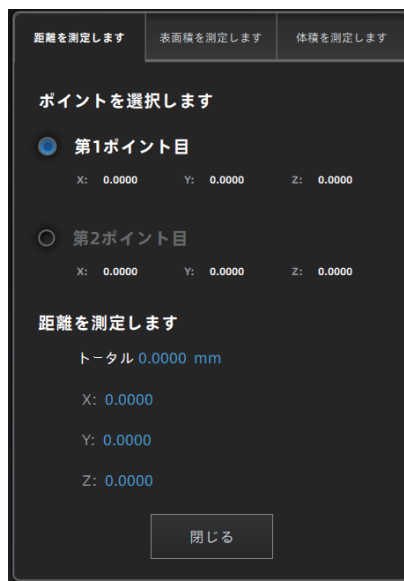 距離を測定します 表面積を測定します 体積を測定します
ポイントを選択します
第1ポイント目
X: 0.0000 Y: 0.0000 Z: 0.0000
第2ポイント目
X: 0.0000 Y: 0.0000 Z: 0.0000
距離を測定します
トータル 0.0000 mm
X: 0.0000
Y: 0.0000
Z: 0.0000
閉じる